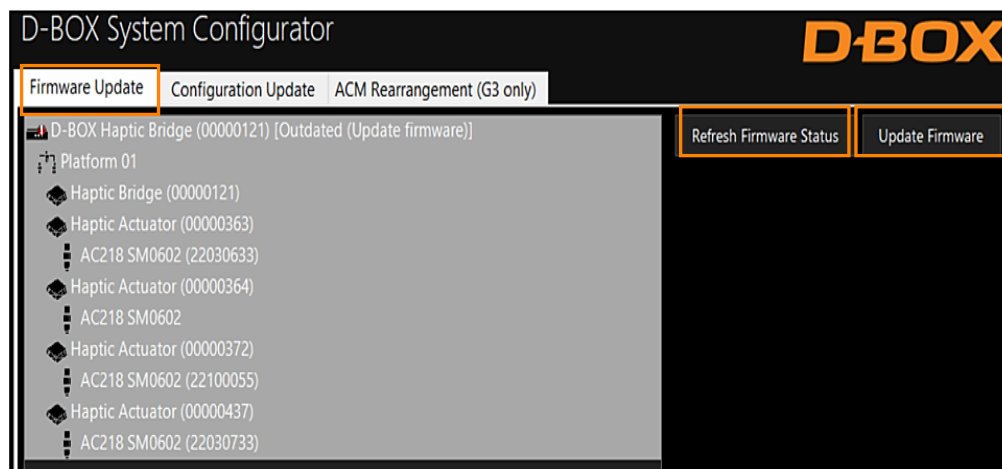 D-BOX System Configurator
D-BOX
Firmware Update
Configuration Update
ACM Rearrangement (G3 only)
D-BOX Haptic Bridge (00000121) [Outdated (Update firmware)]
Refresh Firmware Status
Update Firmware
Platform 01
Haptic Bridge (00000121)
Haptic Actuator (00000363)
AC218 SM0602 (22030633)
Haptic Actuator (00000364)
AC218 SM0602
Haptic Actuator (00000372)
AC218 SM0602 (22100055)
Haptic Actuator (00000437)
AC218 SM0602 (22030733)